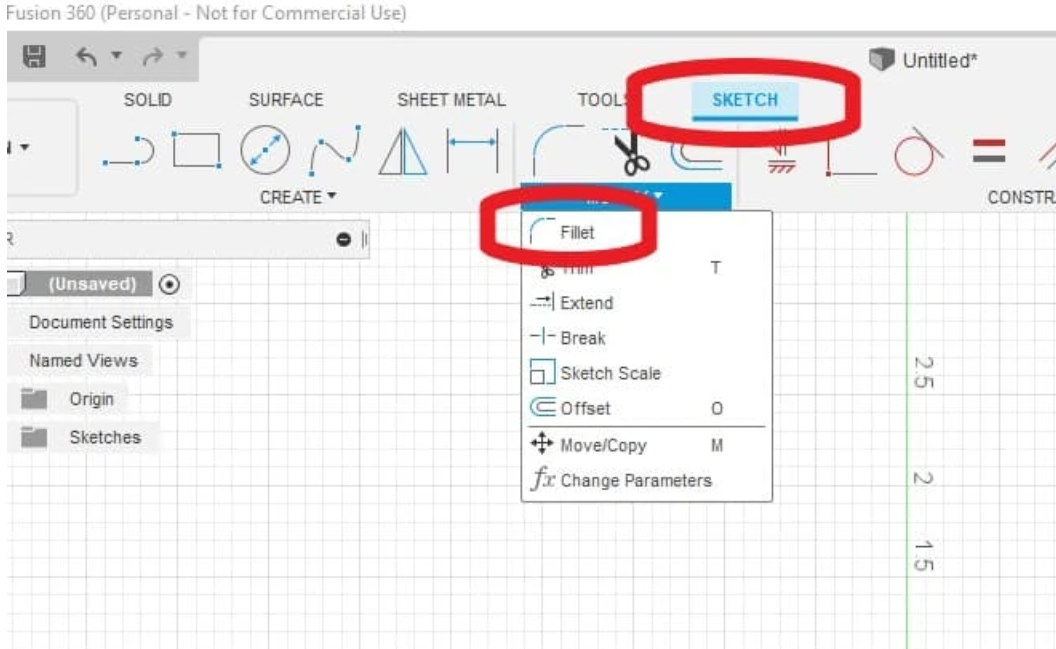 Fusion 360 (Personal - Not for Commercial Use)
Untitled*
SOLID SURFACE SHEET METAL TOOLS SKETCH
CREATE ▾ CONSTR
R
(Unsaved)
Document Settings
Named Views
Origin
Sketches
Fillet
Trim T
Extend
Break
Sketch Scale
Offset O
Move/Copy M
fx Change Parameters
2.5
2
1.5